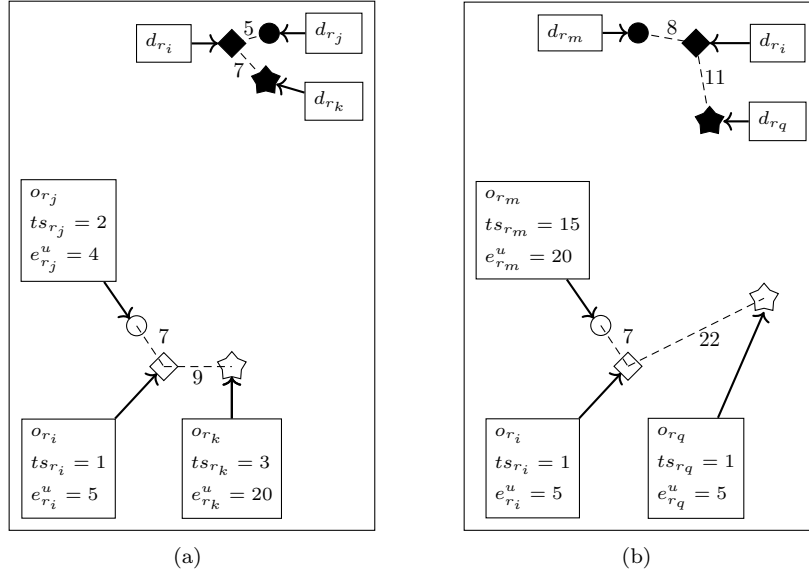 d_{r_i}
5
d_{r_j}
7
d_{r_k}
o_{r_j}
ts_{r_j} = 2
e^u_{r_j} = 4
7
9
o_{r_i}
ts_{r_i} = 1
e^u_{r_i} = 5
o_{r_k}
ts_{r_k} = 3
e^u_{r_k} = 20
(a)
d_{r_m}
8
d_{r_i}
11
d_{r_q}
o_{r_m}
ts_{r_m} = 15
e^u_{r_m} = 20
7
22
o_{r_i}
ts_{r_i} = 1
e^u_{r_i} = 5
o_{r_q}
ts_{r_q} = 1
e^u_{r_q} = 5
(b)